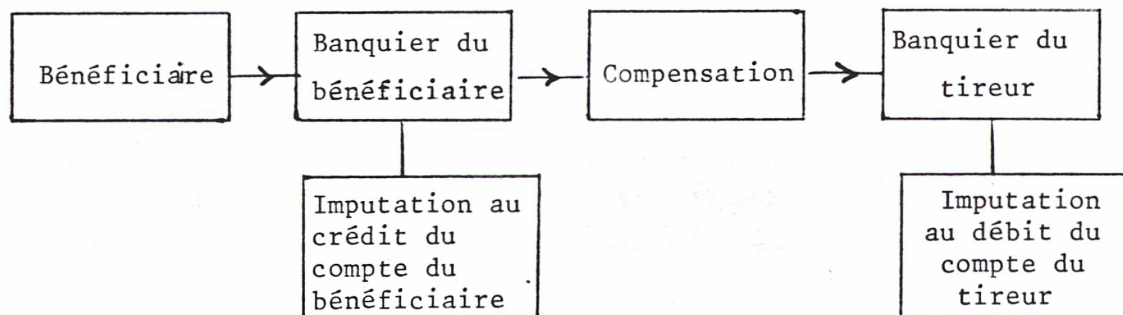 Bénéficiaire
Banquier du
bénéficiaire
Compensation
Banquier du
tireur
Imputation au
crédit du
compte du
bénéficiaire
Imputation
au débit du
compte du
tireur